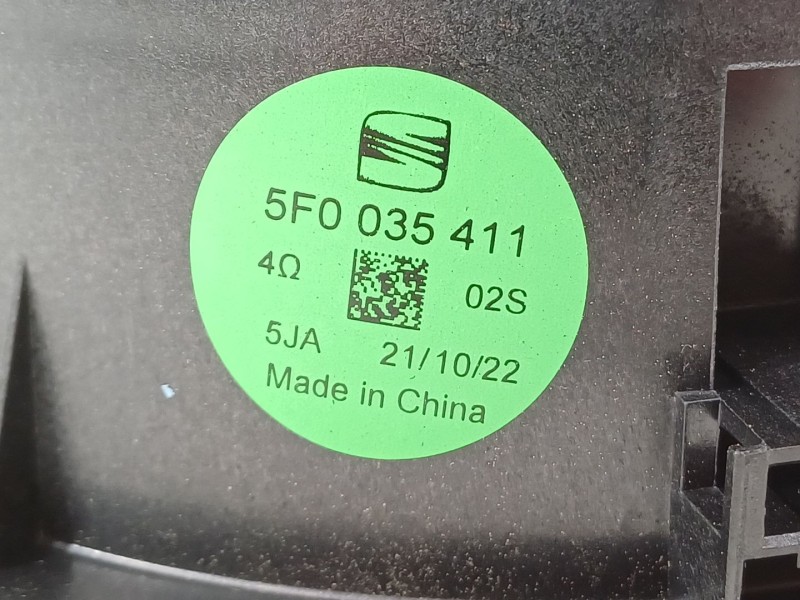 5F0 035 411
4Ω 02S
5JA 21/10/22
Made in China